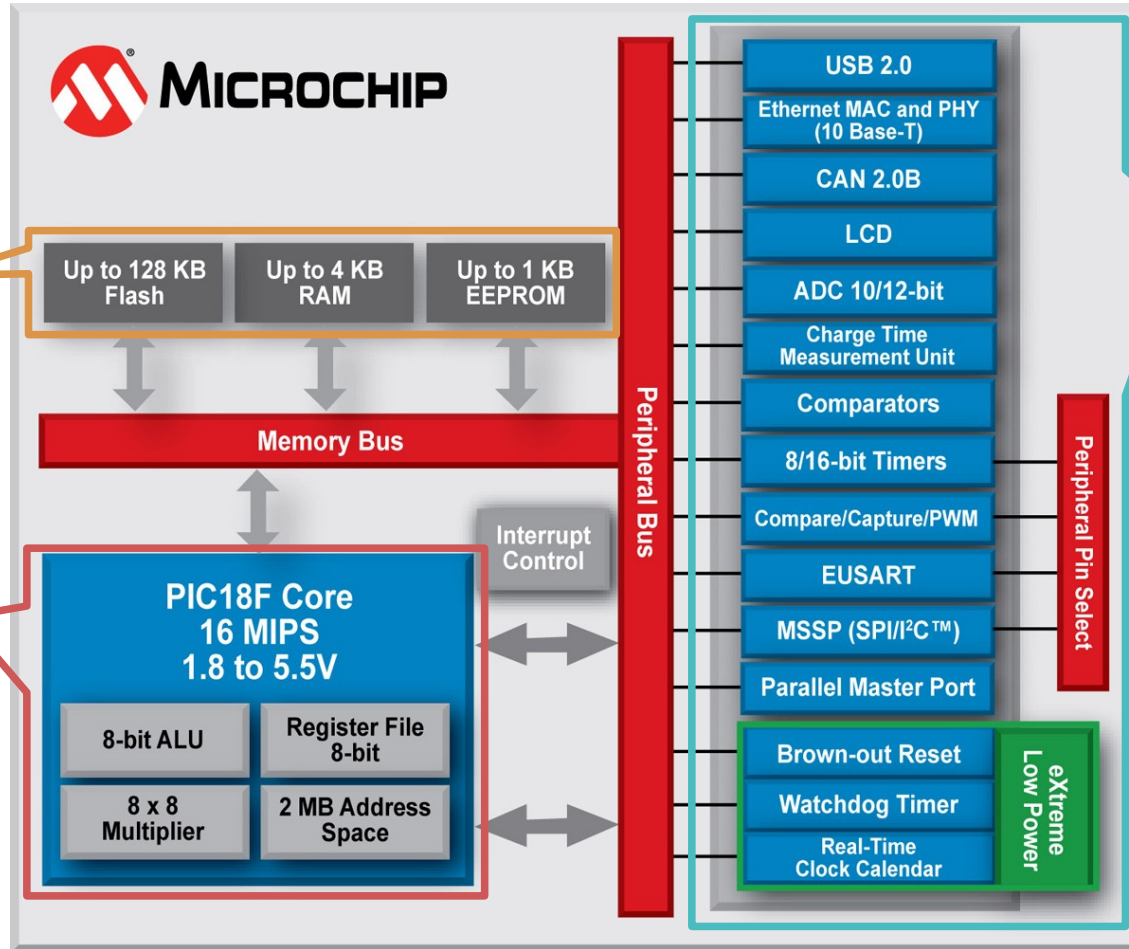 MICROCHIP®
Up to 128 KB
Flash
Up to 4 KB
RAM
Up to 1 KB
EEPROM
Memory Bus
Interrupt
Control
PIC18F Core
16 MIPS
1.8 to 5.5V
8-bit ALU
Register File
8-bit
8 x 8
Multiplier
2 MB Address
Space
Peripheral Bus
USB 2.0
Ethernet MAC and PHY
(10 Base-T)
CAN 2.0B
LCD
ADC 10/12-bit
Charge Time
Measurement Unit
Comparators
8/16-bit Timers
Compare/Capture/PWM
EUSART
MSSP (SPI/I²C™)
Parallel Master Port
Brown-out Reset
Watchdog Timer
Real-Time
Clock Calendar
eXtreme
Low Power
Peripheral Pin Select